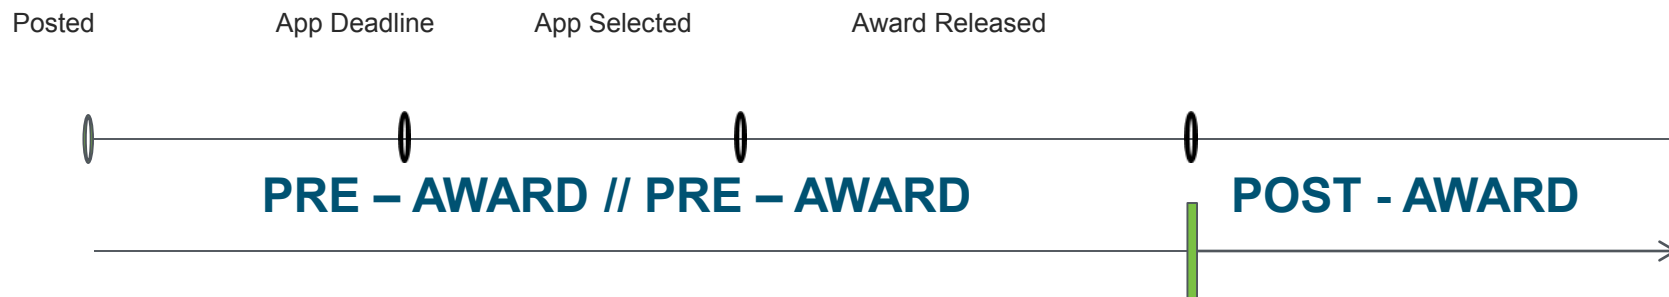 Posted App Deadline App Selected Award Released
PRE – AWARD // PRE – AWARD POST - AWARD